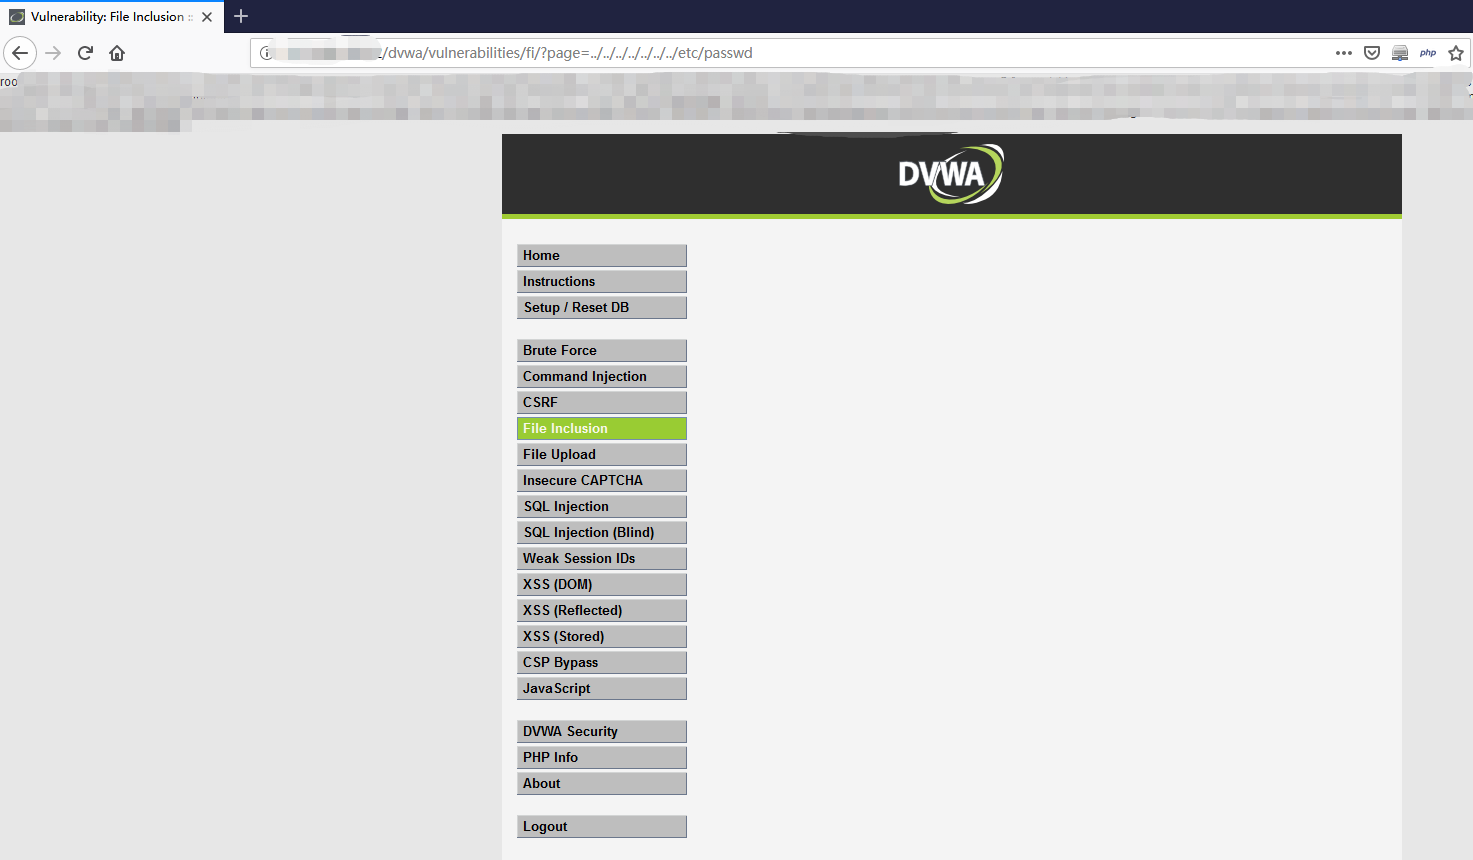 Vulnerability: File Inclusion ::
/dvwa/vulnerabilities/fi/?page=../../../../../../../etc/passwd
php
roo
DVWA
Home
Instructions
Setup / Reset DB
Brute Force
Command Injection
CSRF
File Inclusion
File Upload
Insecure CAPTCHA
SQL Injection
SQL Injection (Blind)
Weak Session IDs
XSS (DOM)
XSS (Reflected)
XSS (Stored)
CSP Bypass
JavaScript
DVWA Security
PHP Info
About
Logout